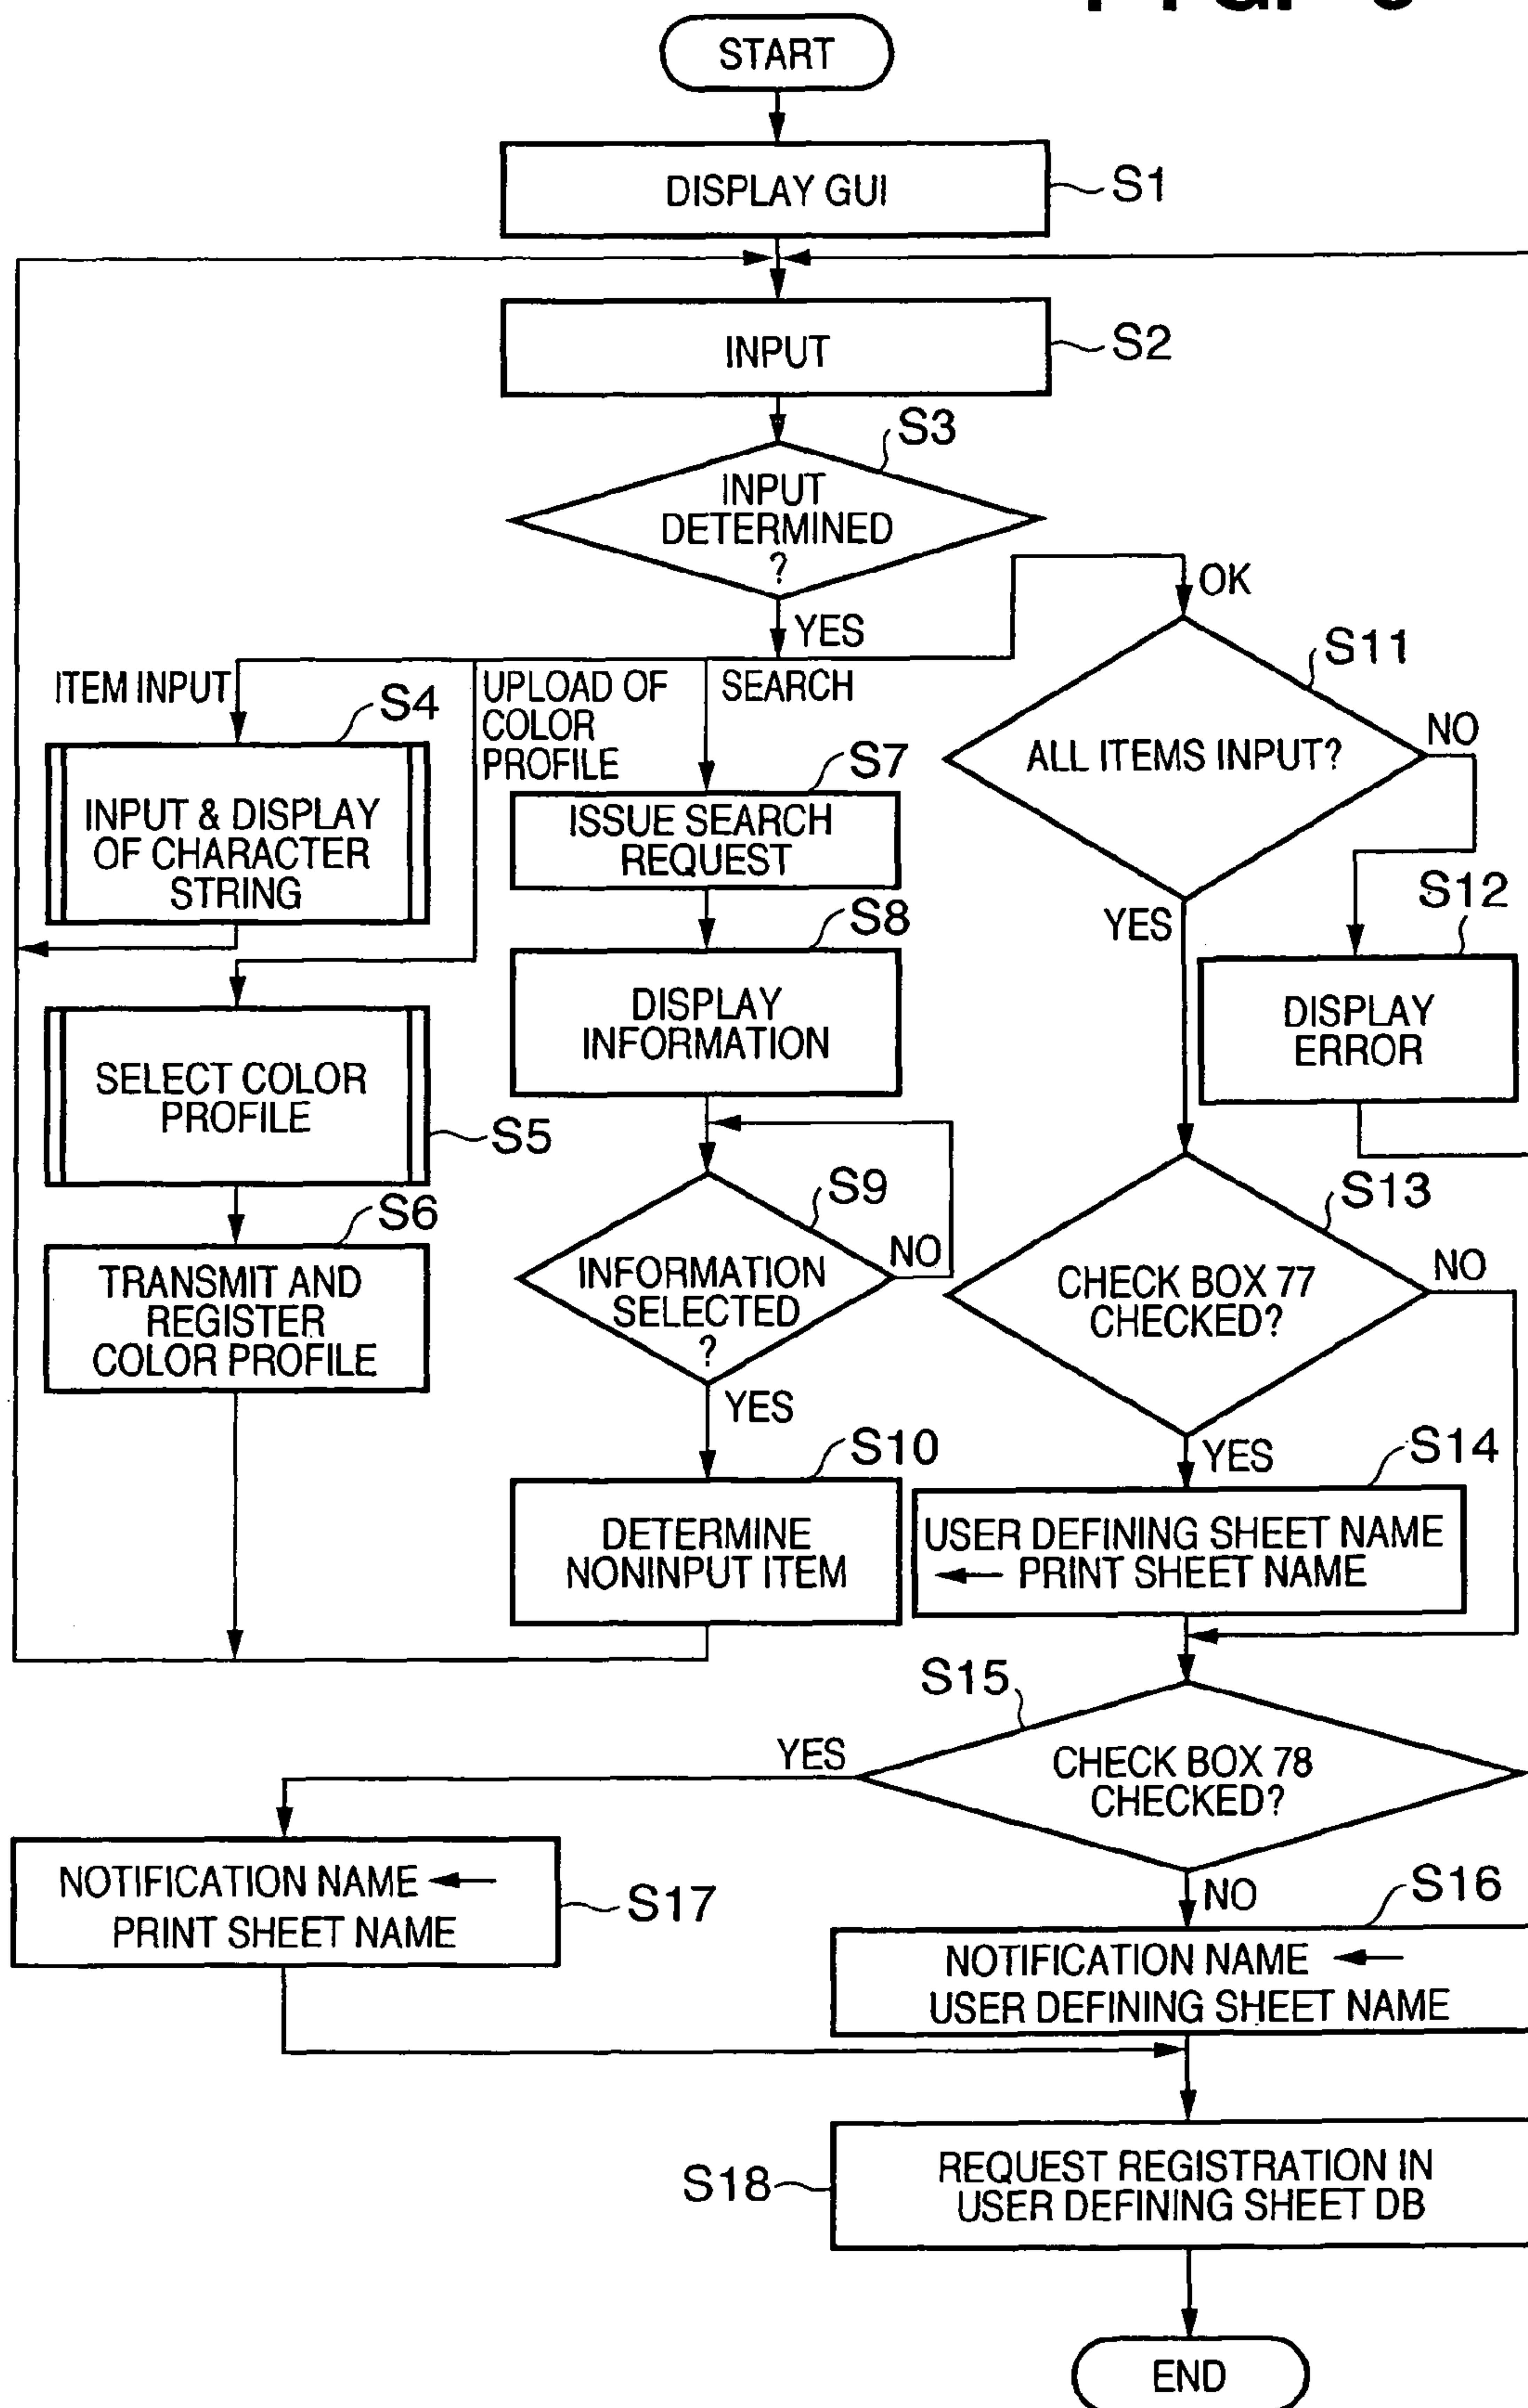 START
DISPLAY GUI
S1
INPUT
S2
S3
INPUT
DETERMINED
?
YES
OK
ITEM INPUT
UPLOAD OF
COLOR
PROFILE
SEARCH
S4
INPUT & DISPLAY
OF CHARACTER
STRING
S7
ISSUE SEARCH
REQUEST
S11
ALL ITEMS INPUT?
NO
YES
S12
DISPLAY
ERROR
S8
DISPLAY
INFORMATION
SELECT COLOR
PROFILE
S5
S6
TRANSMIT AND
REGISTER
COLOR PROFILE
S9
INFORMATION
SELECTED
?
NO
YES
S10
DETERMINE
NONINPUT ITEM
S13
CHECK BOX 77
CHECKED?
NO
YES
S14
USER DEFINING SHEET NAME
← PRINT SHEET NAME
S15
CHECK BOX 78
CHECKED?
YES
NO
NOTIFICATION NAME ←
PRINT SHEET NAME
S17
S16
NOTIFICATION NAME ←
USER DEFINING SHEET NAME
S18
REQUEST REGISTRATION IN
USER DEFINING SHEET DB
END